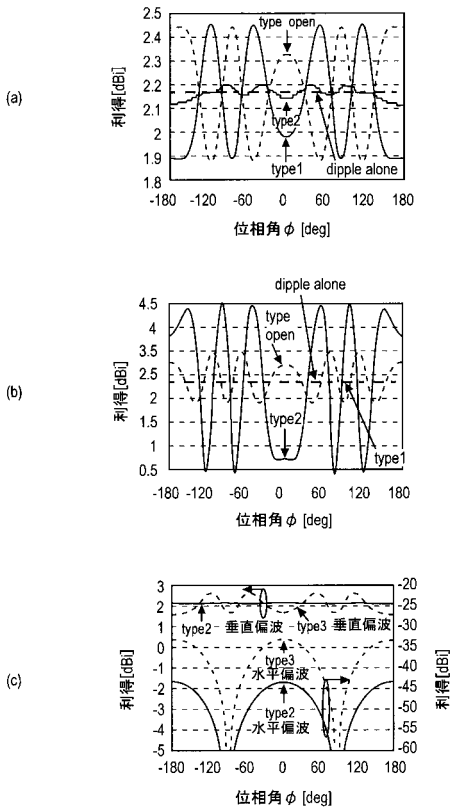 (a)
利得[dBi]
2.5
2.4
2.3
2.2
2.1
2
1.9
1.8
type open
type2
type1
dipple alone
-180 -120 -60 0 60 120 180
位相角φ [deg]
(b)
利得[dBi]
4.5
4
3.5
3
2.5
2
1.5
1
0.5
dipple alone
type
open
type2
type1
-180 -120 -60 0 60 120 180
位相角φ [deg]
(c)
利得[dBi]
3
2
1
0
-1
-2
-3
-4
-5
type2
垂直偏波
type3
垂直偏波
type3
水平偏波
type2
水平偏波
-20
-25
-30
-35
-40
-45
-50
-55
-60
利得[dBi]
-180 -120 -60 0 60 120 180
位相角φ [deg]